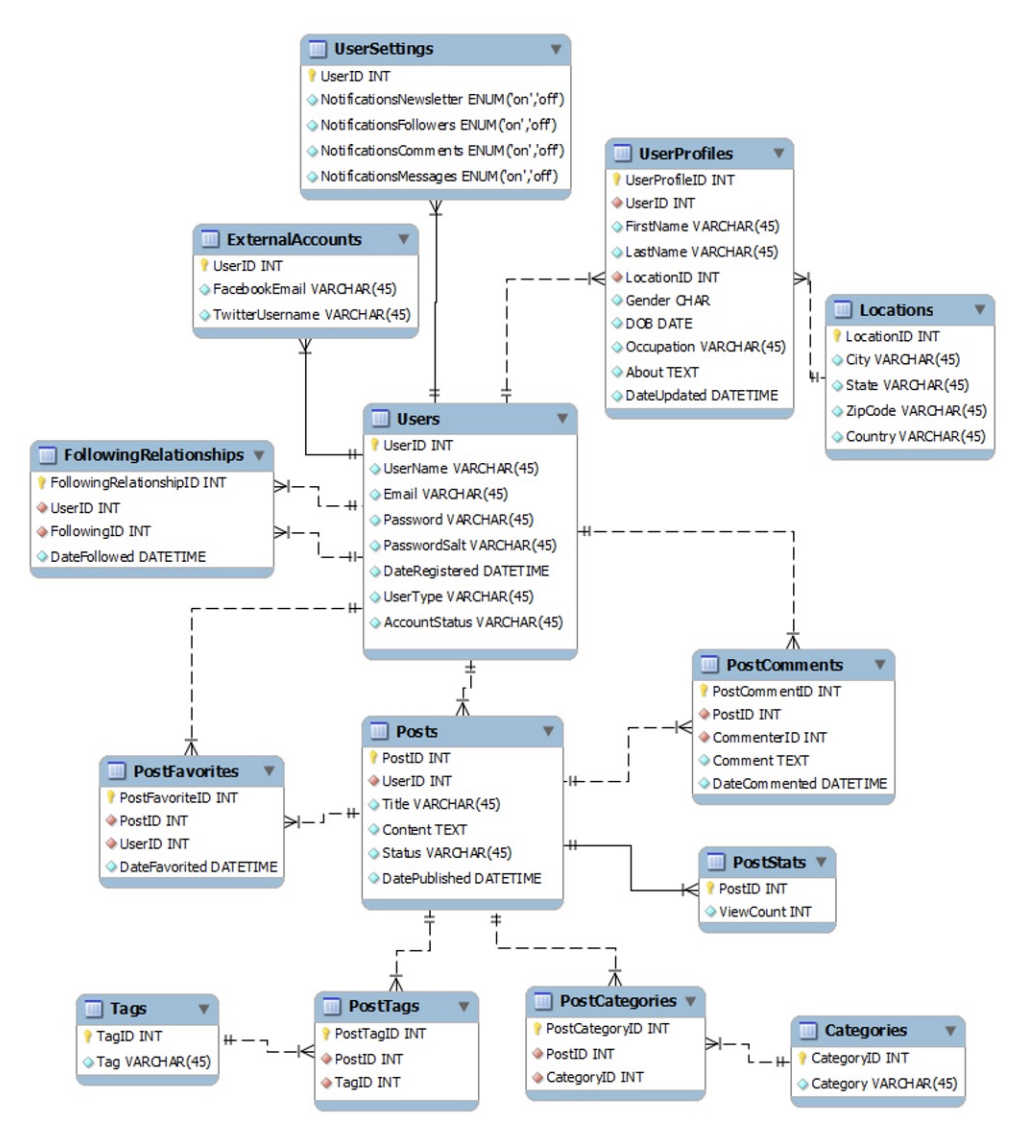 UserSettings
UserID INT
NotificationsNewsletter ENUM('on','off')
NotificationsFollowers ENUM('on','off')
NotificationsComments ENUM('on','off')
NotificationsMessages ENUM('on','off')
UserProfiles
UserProfileID INT
UserID INT
FirstName VARCHAR(45)
LastName VARCHAR(45)
LocationID INT
Gender CHAR
DOB DATE
Occupation VARCHAR(45)
About TEXT
DateUpdated DATETIME
ExternalAccounts
UserID INT
FacebookEmail VARCHAR(45)
TwitterUsername VARCHAR(45)
Locations
LocationID INT
City VARCHAR(45)
State VARCHAR(45)
ZipCode VARCHAR(45)
Country VARCHAR(45)
Users
UserID INT
UserName VARCHAR(45)
Email VARCHAR(45)
Password VARCHAR(45)
PasswordSalt VARCHAR(45)
DateRegistered DATETIME
UserType VARCHAR(45)
AccountStatus VARCHAR(45)
FollowingRelationships
FollowingRelationshipID INT
UserID INT
FollowingID INT
DateFollowed DATETIME
PostComments
PostCommentID INT
PostID INT
CommenterID INT
Comment TEXT
DateCommented DATETIME
Posts
PostID INT
UserID INT
Title VARCHAR(45)
Content TEXT
Status VARCHAR(45)
DatePublished DATETIME
PostFavorites
PostFavoriteID INT
PostID INT
UserID INT
DateFavorited DATETIME
PostStats
PostID INT
ViewCount INT
Tags
TagID INT
Tag VARCHAR(45)
PostTags
PostTagID INT
PostID INT
TagID INT
PostCategories
PostCategoryID INT
PostID INT
CategoryID INT
Categories
CategoryID INT
Category VARCHAR(45)